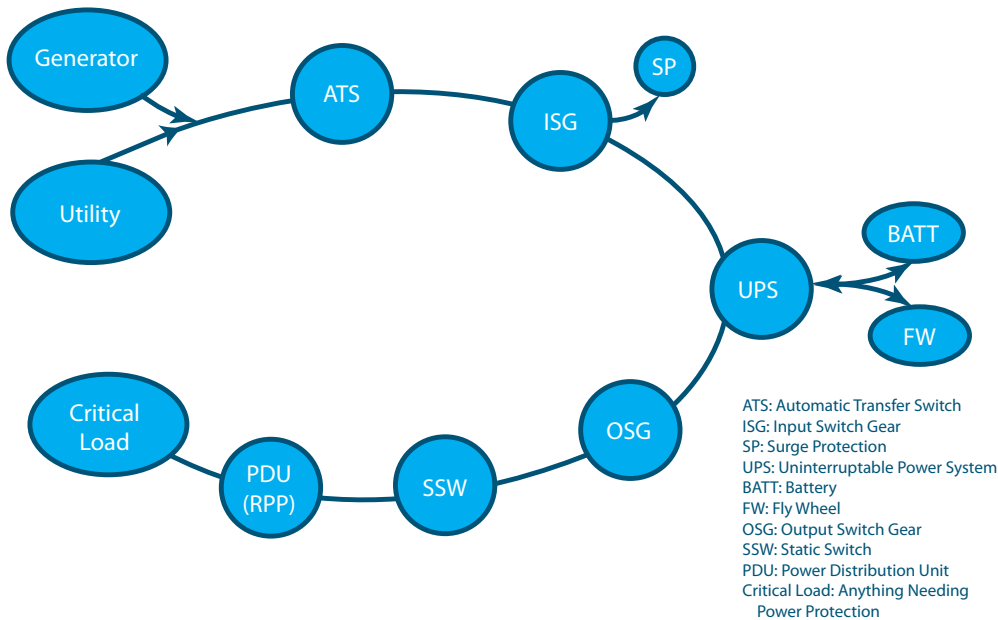 Generator
ATS
SP
ISG
Utility
BATT
UPS
FW
Critical
Load
OSG
PDU
(RPP)
SSW
ATS: Automatic Transfer Switch
ISG: Input Switch Gear
SP: Surge Protection
UPS: Uninterruptable Power System
BATT: Battery
FW: Fly Wheel
OSG: Output Switch Gear
SSW: Static Switch
PDU: Power Distribution Unit
Critical Load: Anything Needing
Power Protection